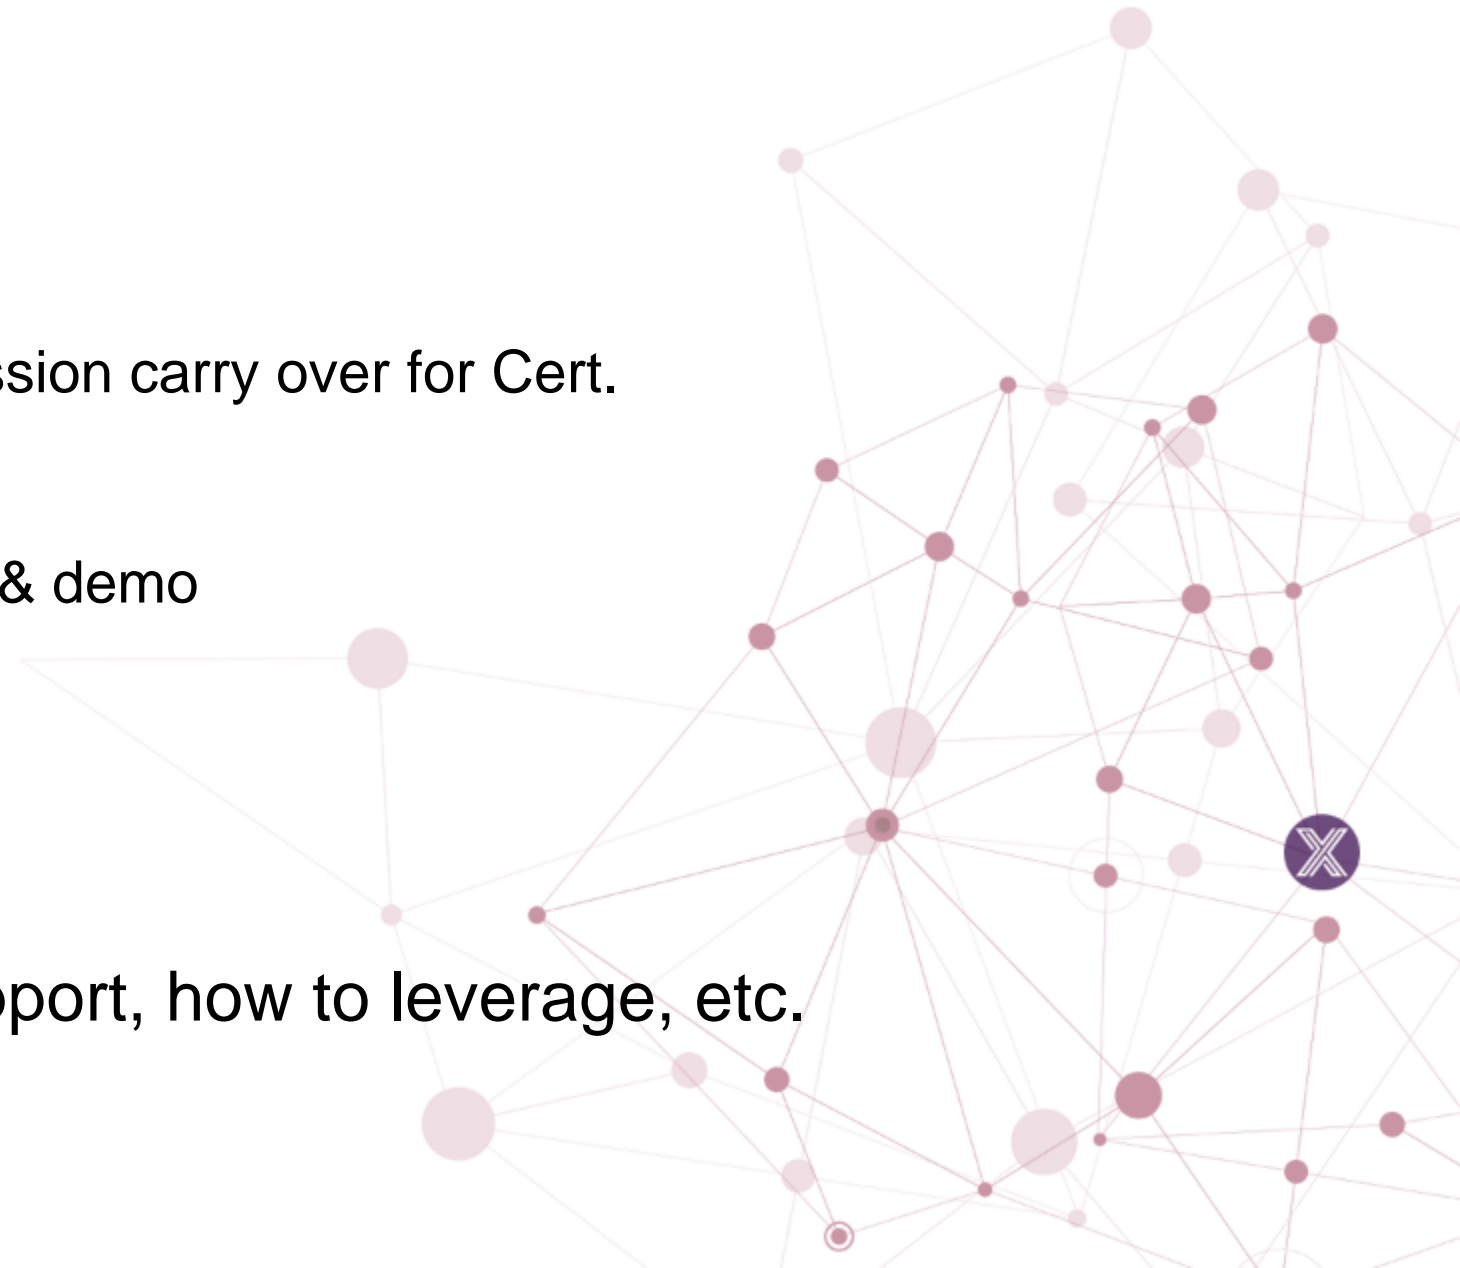 ssion carry over for Cert.
& demo
pport, how to leverage, etc.